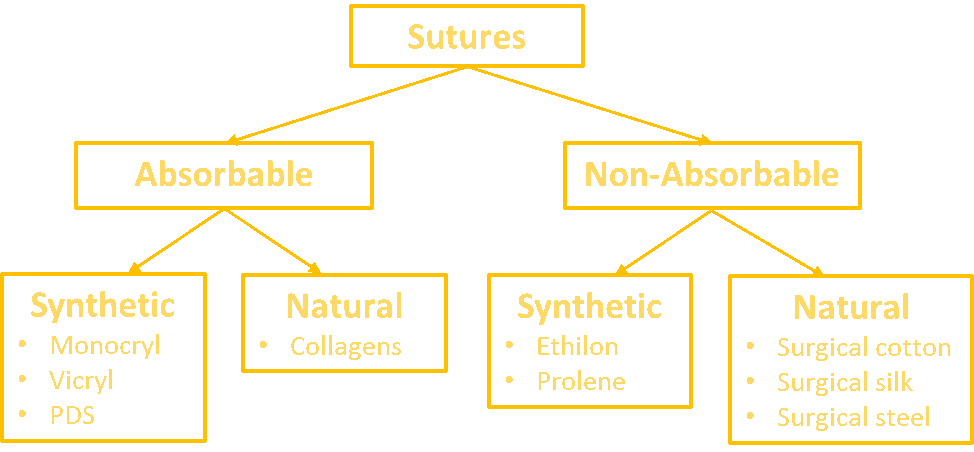 Sutures
Absorbable
Non-Absorbable
Synthetic
• Monocryl
• Vicryl
• PDS
Natural
• Collagens
Synthetic
• Ethilon
• Prolene
Natural
• Surgical cotton
• Surgical silk
• Surgical steel